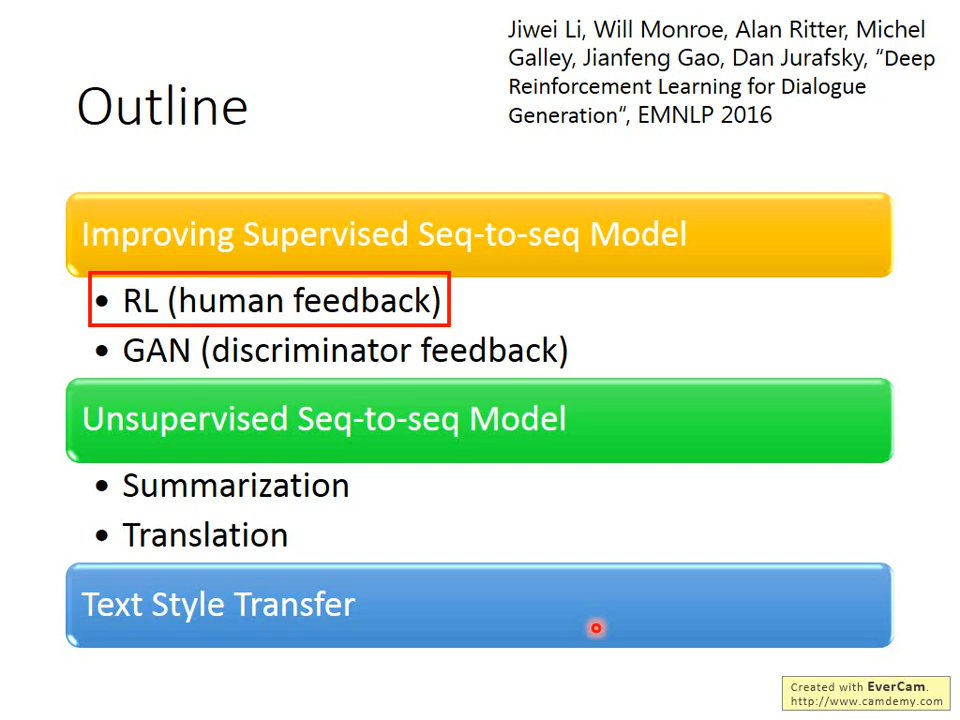 Jiwei Li, Will Monroe, Alan Ritter, Michel
Galley, Jianfeng Gao, Dan Jurafsky, “Deep
Reinforcement Learning for Dialogue
Generation“, EMNLP 2016
Outline
Improving Supervised Seq-to-seq Model
• RL (human feedback)
• GAN (discriminator feedback)
Unsupervised Seq-to-seq Model
• Summarization
• Translation
Text Style Transfer
Created with EverCam.
http://www.camdemy.com